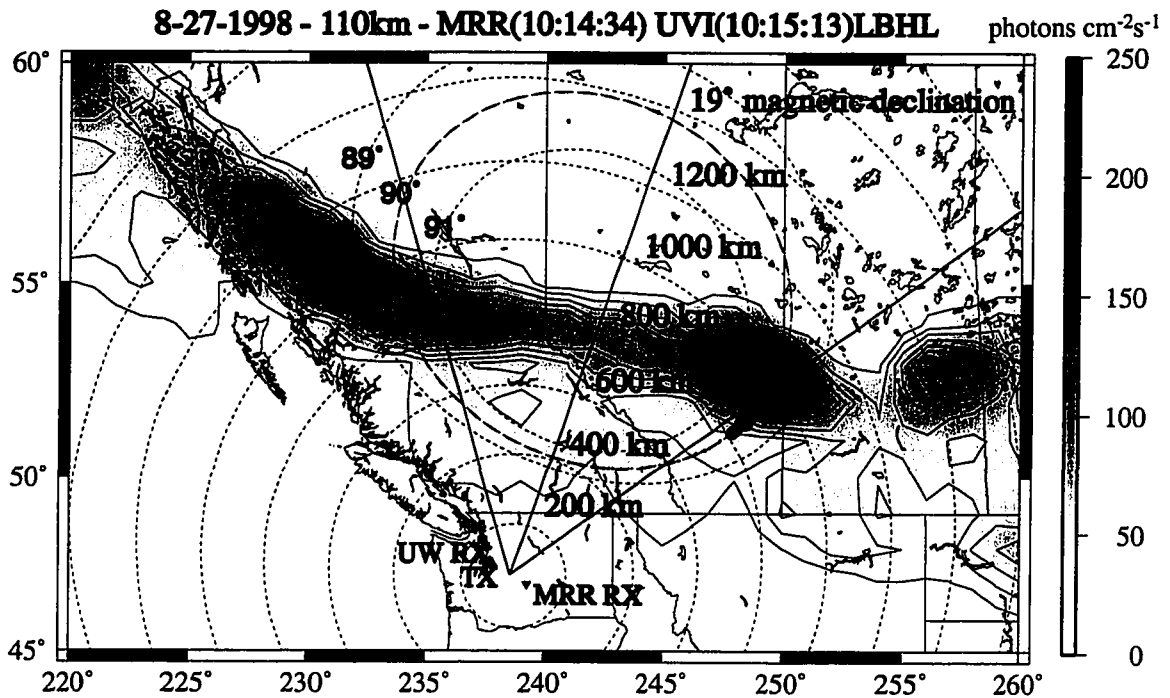 8-27-1998 - 110km - MRR(10:14:34) UVI(10:15:13)LBHL
photons cm-2s-1
60°
55°
50°
45°
19° magnetic declination
89°
90°
91°
1200 km
1000 km
800 km
600 km
400 km
200 km
UW RX
TX
MRR RX
220° 225° 230° 235° 240° 245° 250° 255° 260°
250
200
150
100
50
0